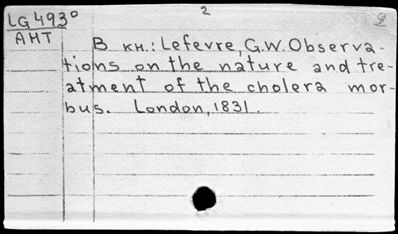 2
9
LG 493°
AMT
В кн.: Lefevre, G.W. Observa-
tions on the nature and tre-
atment of the cholera mor-
bus. London, 1831.